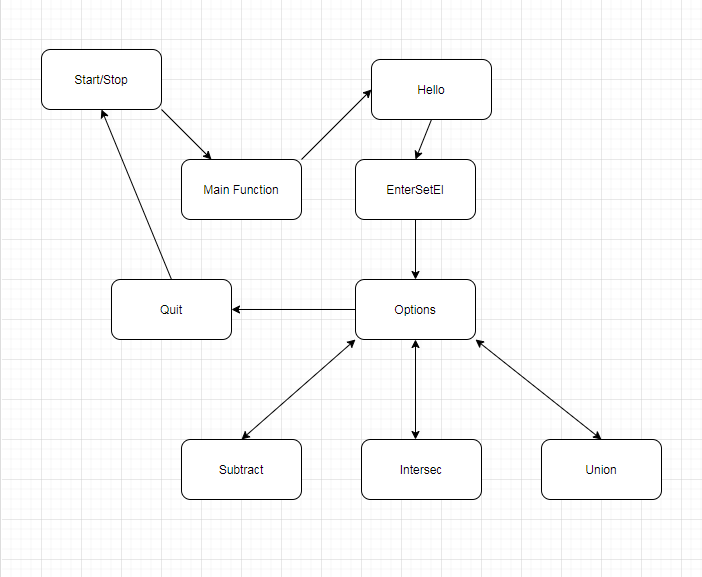 Start/Stop
Hello
Main Function
EnterSetEl
Quit
Options
Subtract
Intersec
Union